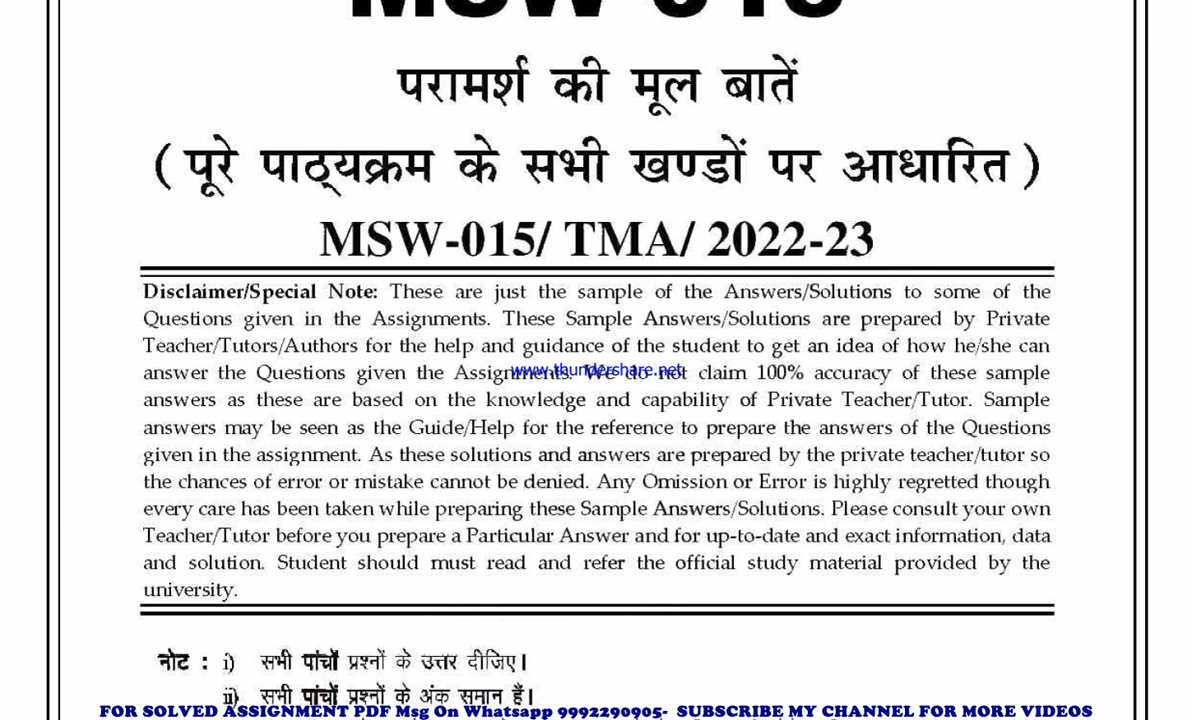 MSW-015
परामर्श की मूल बातें
( पूरे पाठ्यक्रम के सभी खण्डों पर आधारित )
MSW-015/ TMA/ 2022-23
Disclaimer/Special Note: These are just the sample of the Answers/Solutions to some of the
Questions given in the Assignments. These Sample Answers/Solutions are prepared by Private
Teacher/Tutors/Authors for the help and guidance of the student to get an idea of how he/she can
answer the Questions given the Assignments. We do not claim 100% accuracy of these sample
www.thundershare.net
answers as these are based on the knowledge and capability of Private Teacher/Tutor. Sample
answers may be seen as the Guide/Help for the reference to prepare the answers of the Questions
given in the assignment. As these solutions and answers are prepared by the private teacher/tutor so
the chances of error or mistake cannot be denied. Any Omission or Error is highly regretted though
every care has been taken while preparing these Sample Answers/Solutions. Please consult your own
Teacher/Tutor before you prepare a Particular Answer and for up-to-date and exact information, data
and solution. Student should must read and refer the official study material provided by the
university.
नोट : i) सभी पांचों प्रश्नों के उत्तर दीजिए।
ii) सभी पांचों प्रश्नों के अंक समान हैं।
FOR SOLVED ASSIGNMENT PDF Msg On Whatsapp 9992290905- SUBSCRIBE MY CHANNEL FOR MORE VIDEOS